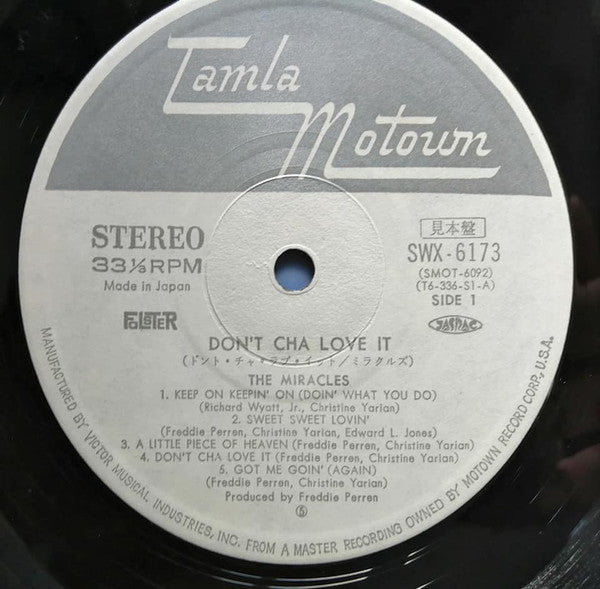 Tamla
Motown
STEREO
33⅓RPM
Made in Japan
見本盤
SWX-6173
(SMOT-6092)
(T6-336-S1-A)
SIDE 1
FOLSTER
JASRAC
DON'T CHA LOVE IT
(ドント・チャ・ラブ・イット/ミラクルズ)
THE MIRACLES
1. KEEP ON KEEPIN' ON (DOIN' WHAT YOU DO)
(Richard Wyatt, Jr., Christine Yarian)
2. SWEET SWEET LOVIN'
(Freddie Perren, Christine Yarian, Edward L. Jones)
3. A LITTLE PIECE OF HEAVEN (Freddie Perren, Christine Yarian)
4. DON'T CHA LOVE IT (Freddie Perren, Christine Yarian)
5. GOT ME GOIN' (AGAIN)
(Freddie Perren, Christine Yarian)
Produced by Freddie Perren
⑤
MANUFACTURED BY VICTOR MUSICAL INDUSTRIES, INC. FROM A MASTER RECORDING OWNED BY MOTOWN RECORD CORP., U.S.A.